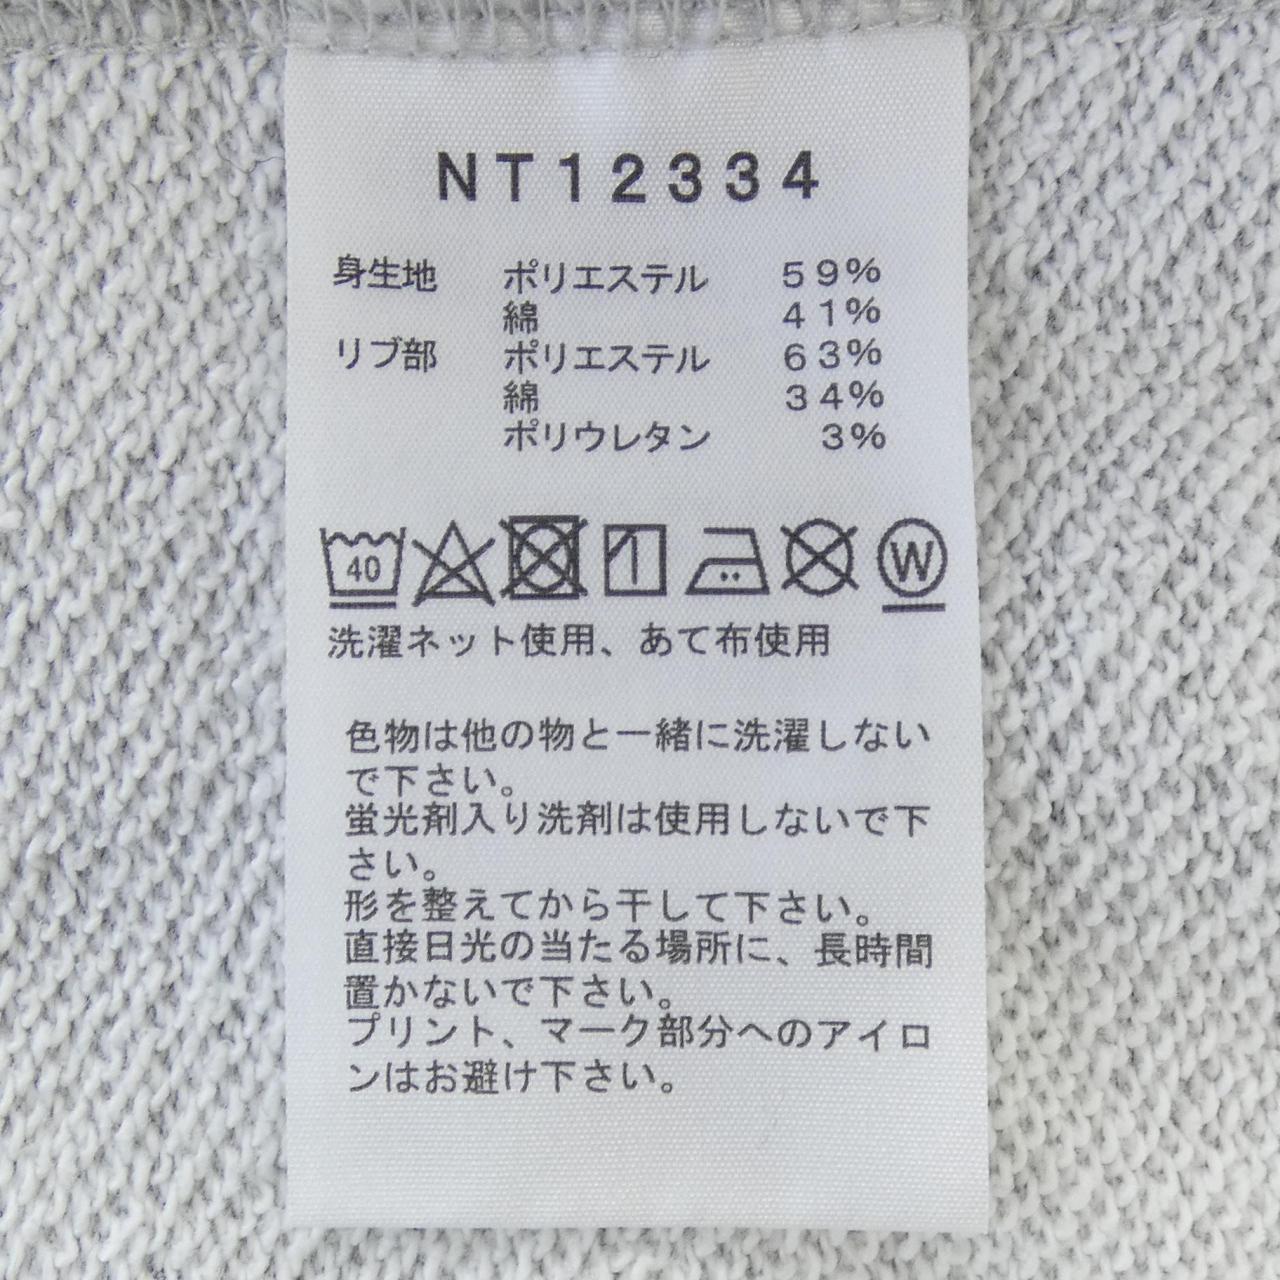 NT12334
身生地 ポリエステル 59%
綿 41%
リブ部 ポリエステル 63%
綿 34%
ポリウレタン 3%
40 W
洗濯ネット使用、あて布使用
色物は他の物と一緒に洗濯しない
で下さい。
蛍光剤入り洗剤は使用しないで下
さい。
形を整えてから干して下さい。
直接日光の当たる場所に、長時間
置かないで下さい。
プリント、マーク部分へのアイロ
ンはお避け下さい。